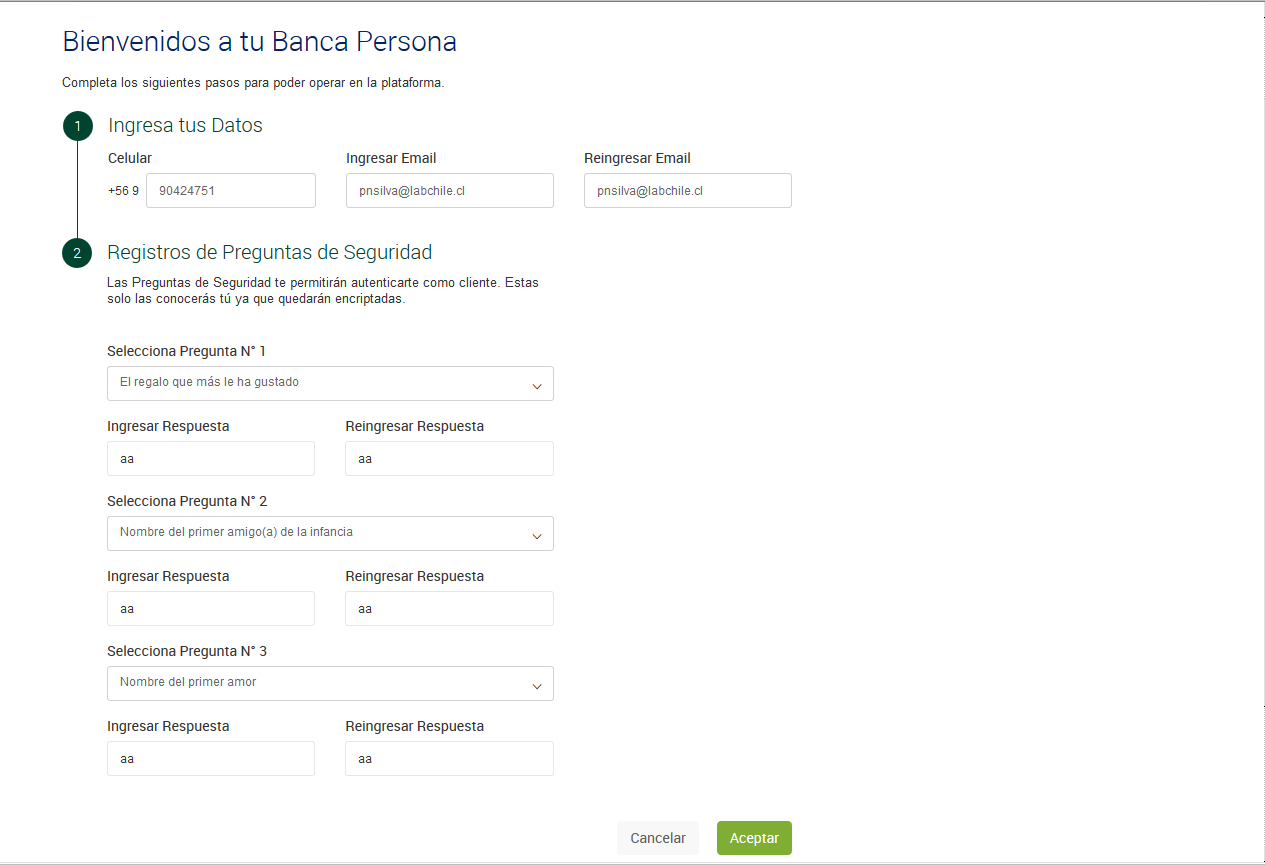 Bienvenidos a tu Banca Persona
Completa los siguientes pasos para poder operar en la plataforma.
1 Ingresa tus Datos
Celular Ingresar Email Reingresar Email
+56 9 90424751 pnsilva@labchile.cl pnsilva@labchile.cl
2 Registros de Preguntas de Seguridad
Las Preguntas de Seguridad te permitirán autenticarte como cliente. Estas
solo las conocerás tú ya que quedarán encriptadas.
Selecciona Pregunta N° 1
El regalo que más le ha gustado
Ingresar Respuesta Reingresar Respuesta
aa aa
Selecciona Pregunta N° 2
Nombre del primer amigo(a) de la infancia
Ingresar Respuesta Reingresar Respuesta
aa aa
Selecciona Pregunta N° 3
Nombre del primer amor
Ingresar Respuesta Reingresar Respuesta
aa aa
Cancelar Aceptar